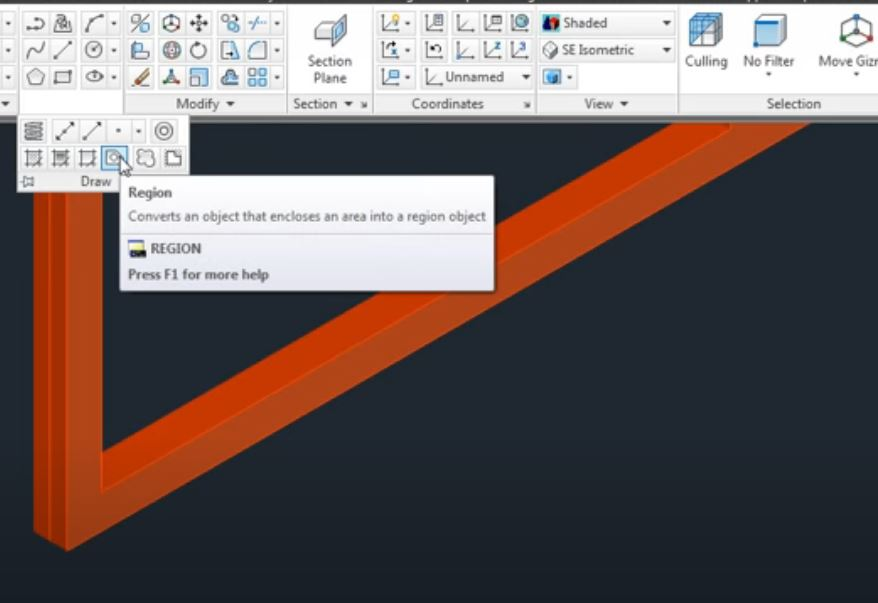 Shaded
SE Isometric
Section
Plane
Unnamed
Culling
No Filter
Move Giz
Modify
Section
Coordinates
View
Selection
Draw
Region
Converts an object that encloses an area into a region object
REGION
Press F1 for more help